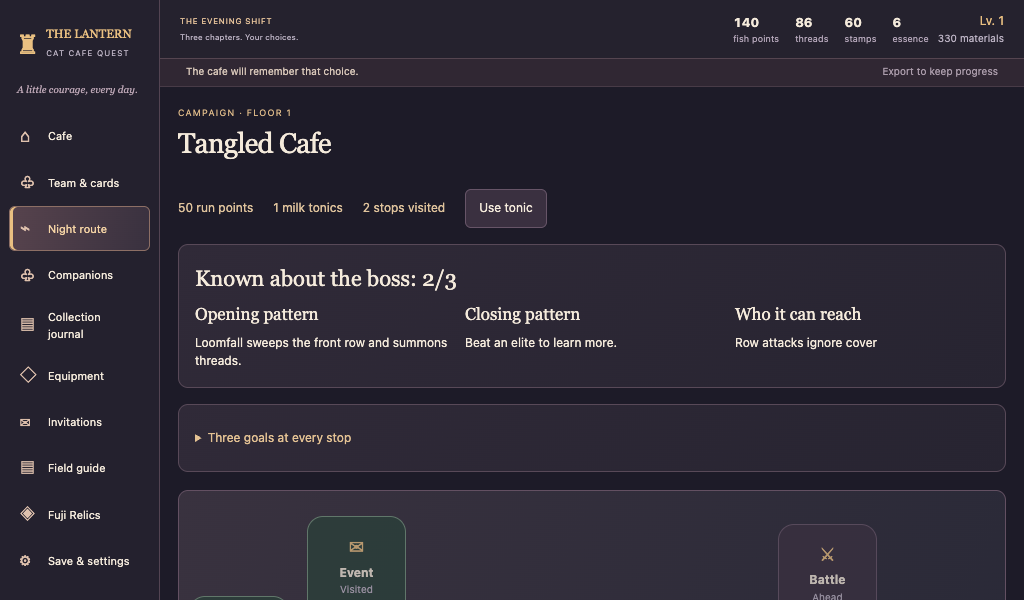 THE LANTERN
CAT CAFE QUEST
A little courage, every day.
Cafe
Team & cards
Night route
Companions
Collection
journal
Equipment
Invitations
Field guide
Fuji Relics
Save & settings
THE EVENING SHIFT
Three chapters. Your choices.
140
fish points
86
threads
60
stamps
6
essence
Lv. 1
330 materials
The cafe will remember that choice.
Export to keep progress
CAMPAIGN · FLOOR 1
Tangled Cafe
50 run points
1 milk tonics
2 stops visited
Use tonic
Known about the boss: 2/3
Opening pattern
Loomfall sweeps the front row and summons
threads.
Closing pattern
Beat an elite to learn more.
Who it can reach
Row attacks ignore cover
Three goals at every stop
Event
Visited
Battle
Ahead